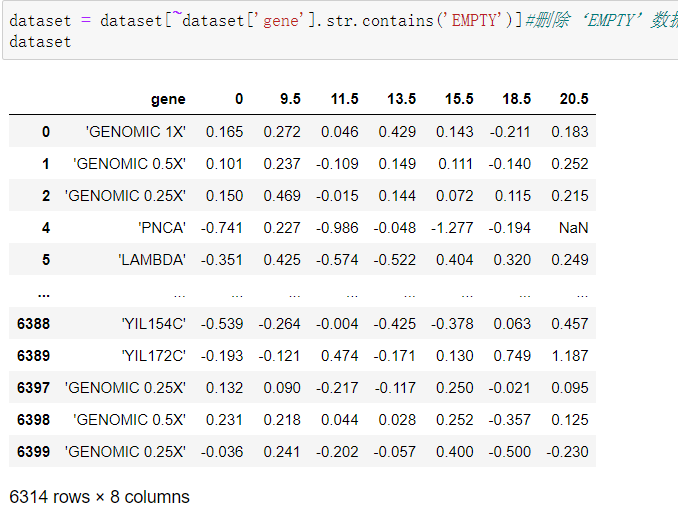 dataset = dataset[~dataset['gene'].str.contains('EMPTY')]#删除‘EMPTY’数据
dataset
gene 0 9.5 11.5 13.5 15.5 18.5 20.5
0 'GENOMIC 1X' 0.165 0.272 0.046 0.429 0.143 -0.211 0.183
1 'GENOMIC 0.5X' 0.101 0.237 -0.109 0.149 0.111 -0.140 0.252
2 'GENOMIC 0.25X' 0.150 0.469 -0.015 0.144 0.072 0.115 0.215
4 'PNCA' -0.741 0.227 -0.986 -0.048 -1.277 -0.194 NaN
5 'LAMBDA' -0.351 0.425 -0.574 -0.522 0.404 0.320 0.249
... ... ... ... ... ... ... ... ...
6388 'YIL154C' -0.539 -0.264 -0.004 -0.425 -0.378 0.063 0.457
6389 'YIL172C' -0.193 -0.121 0.474 -0.171 0.130 0.749 1.187
6397 'GENOMIC 0.25X' 0.132 0.090 -0.217 -0.117 0.250 -0.021 0.095
6398 'GENOMIC 0.5X' 0.231 0.218 0.044 0.028 0.252 -0.357 0.125
6399 'GENOMIC 0.25X' -0.036 0.241 -0.202 -0.057 0.400 -0.500 -0.230
6314 rows × 8 columns